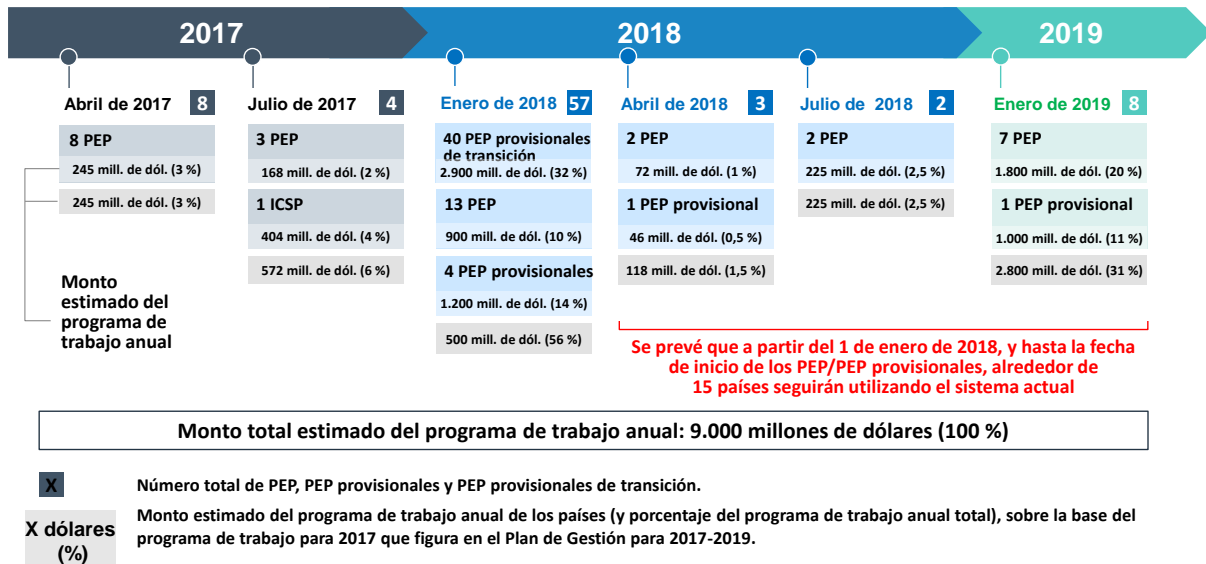 2017
2018
2019
Abril de 2017 8
8 PEP
245 mill. de dól. (3 %)
245 mill. de dól. (3 %)
Julio de 2017 4
3 PEP
168 mill. de dól. (2 %)
1 ICSP
404 mill. de dól. (4 %)
572 mill. de dól. (6 %)
Enero de 2018 57
40 PEP provisionales
de transición
2.900 mill. de dól. (32 %)
13 PEP
900 mill. de dól. (10 %)
4 PEP provisionales
1.200 mill. de dól. (14 %)
500 mill. de dól. (56 %)
Abril de 2018 3
2 PEP
72 mill. de dól. (1 %)
1 PEP provisional
46 mill. de dól. (0,5 %)
118 mill. de dól. (1,5 %)
Julio de 2018 2
2 PEP
225 mill. de dól. (2,5 %)
225 mill. de dól. (2,5 %)
Enero de 2019 8
7 PEP
1.800 mill. de dól. (20 %)
1 PEP provisional
1.000 mill. de dól. (11 %)
2.800 mill. de dól. (31 %)
Monto
estimado del
programa de
trabajo anual
Se prevé que a partir del 1 de enero de 2018, y hasta la fecha
de inicio de los PEP/PEP provisionales, alrededor de
15 países seguirán utilizando el sistema actual
Monto total estimado del programa de trabajo anual: 9.000 millones de dólares (100 %)
X
Número total de PEP, PEP provisionales y PEP provisionales de transición.
X dólares
(%)
Monto estimado del programa de trabajo anual de los países (y porcentaje del programa de trabajo anual total), sobre la base del
programa de trabajo para 2017 que figura en el Plan de Gestión para 2017-2019.